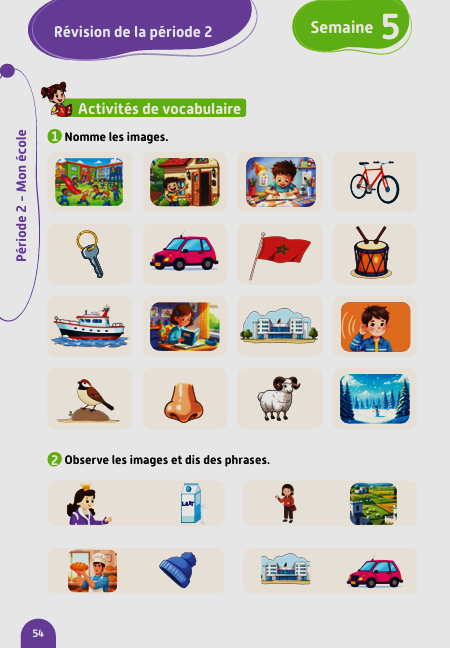 Révision de la période 2
Semaine 5
Période 2 - Mon école
Activités de vocabulaire
1 Nomme les images.
2 Observe les images et dis des phrases.
LAIT
54